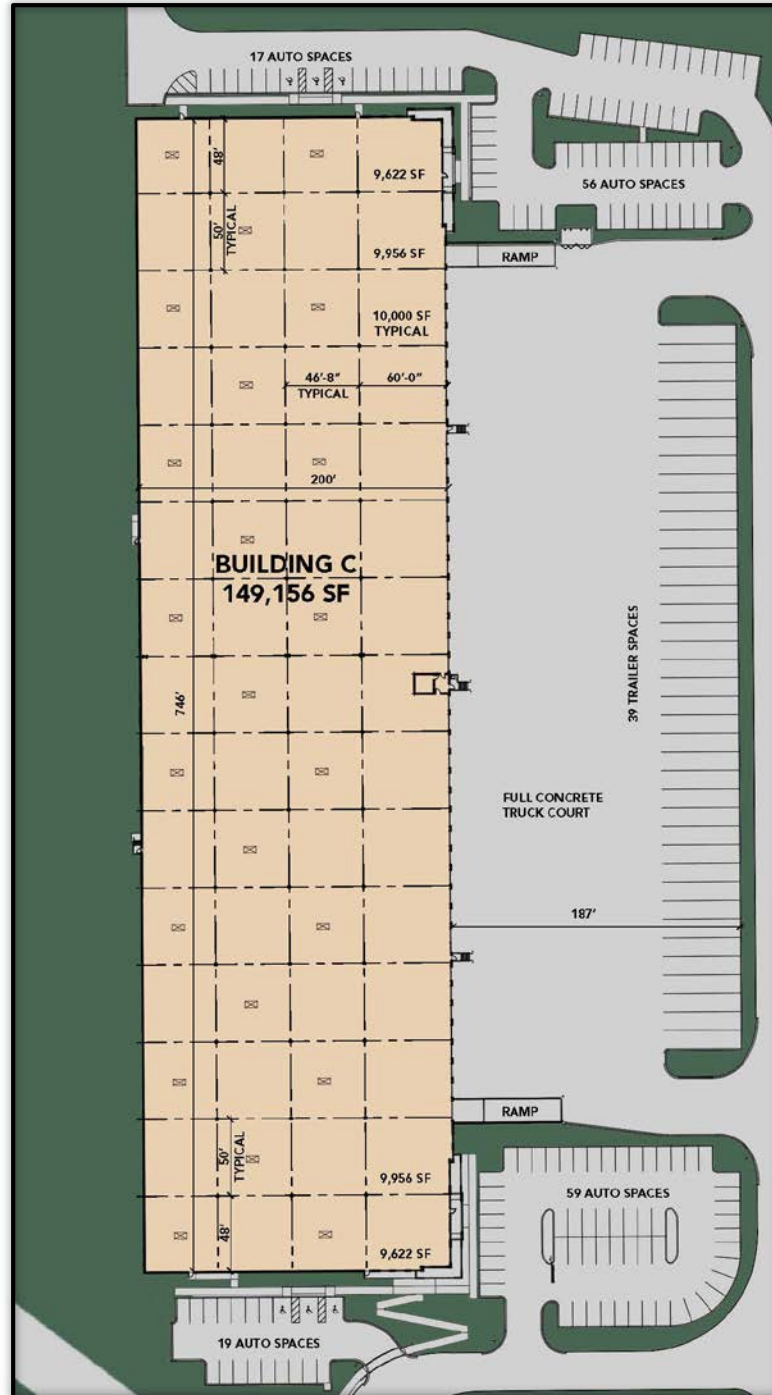 17 AUTO SPACES
48'
9,622 SF
56 AUTO SPACES
50'
TYPICAL
9,956 SF
RAMP
10,000 SF
TYPICAL
46'-8"
TYPICAL
60'-0"
200'
BUILDING C
149,156 SF
39 TRAILER SPACES
746'
FULL CONCRETE
TRUCK COURT
187'
RAMP
50'
TYPICAL
9,956 SF
59 AUTO SPACES
48'
9,622 SF
19 AUTO SPACES